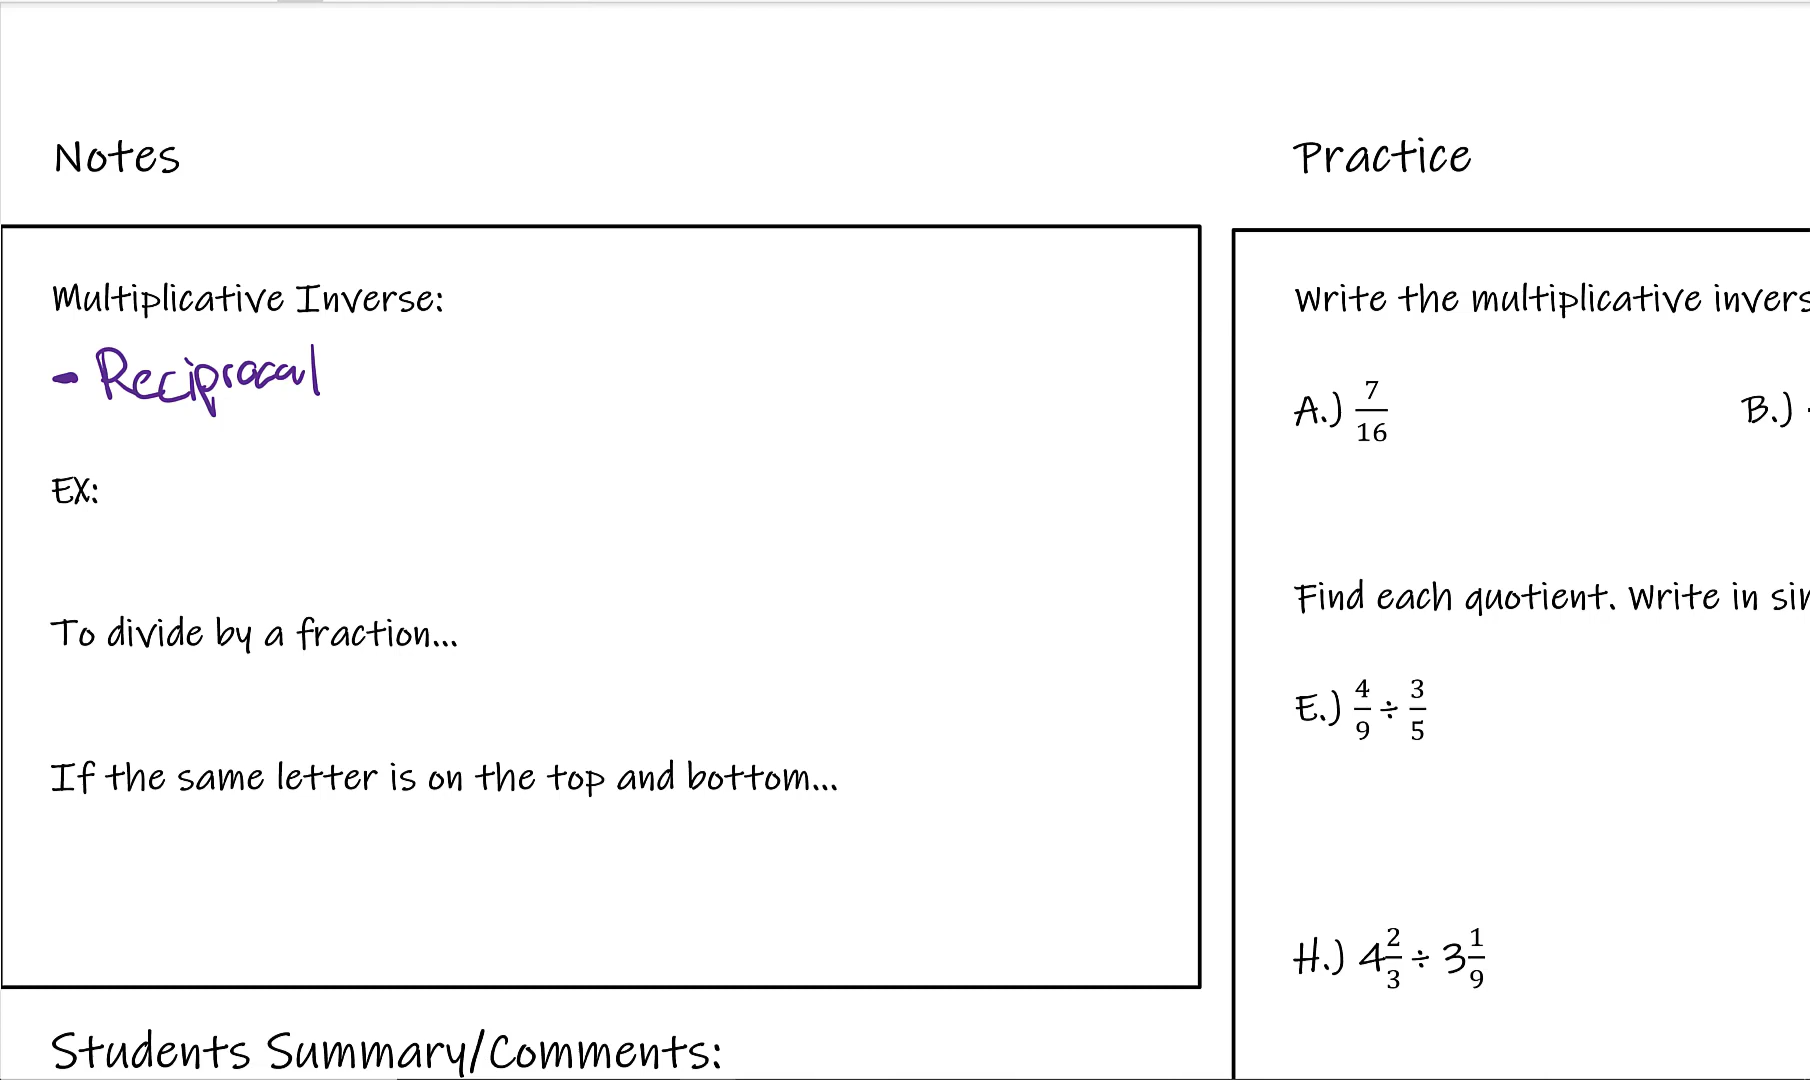 Notes
Multiplicative Inverse:
- Reciprocal
EX:
To divide by a fraction...
If the same letter is on the top and bottom...
Students Summary/Comments:
Practice
Write the multiplicative invers
A.) 7/16
B.)
Find each quotient. Write in sim
E.) 4/9 ÷ 3/5
H.) 4 2/3 ÷ 3 1/9